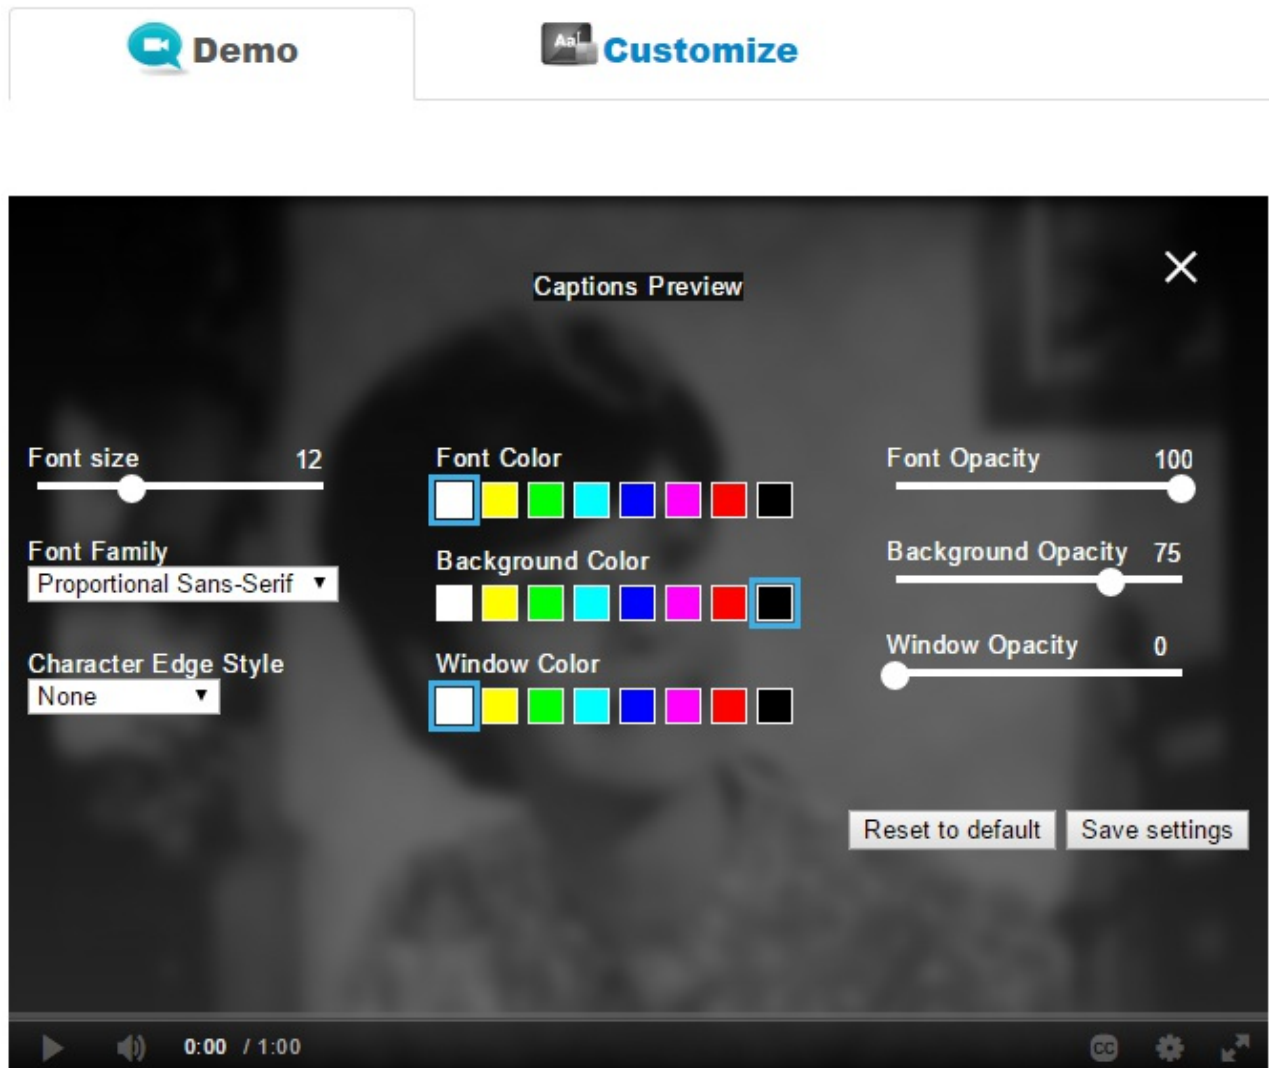 Demo
Customize
Aa
Captions Preview
Font size 12
Font Family
Proportional Sans-Serif
Character Edge Style
None
Font Color
Background Color
Window Color
Font Opacity 100
Background Opacity 75
Window Opacity 0
Reset to default
Save settings
0:00 / 1:00
CC